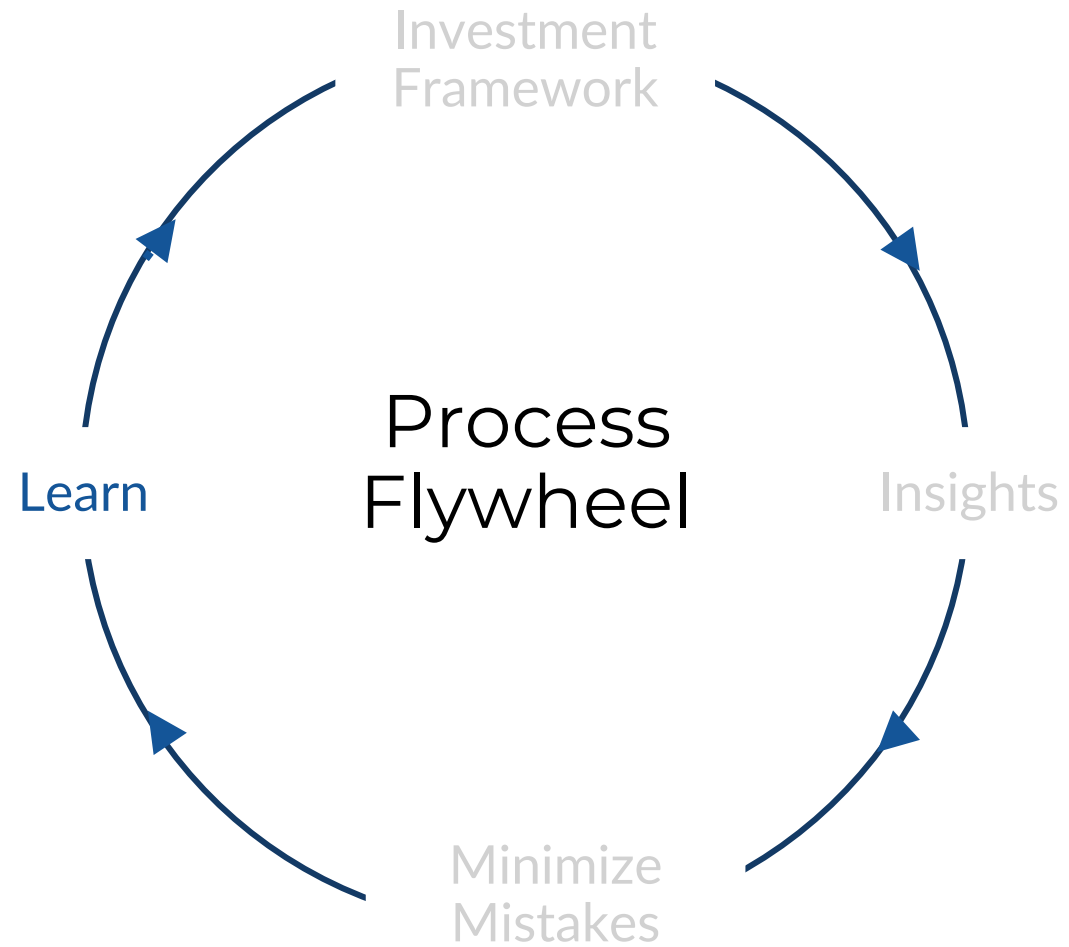 Investment
Framework
Process
Flywheel
Learn
Insights
Minimize
Mistakes